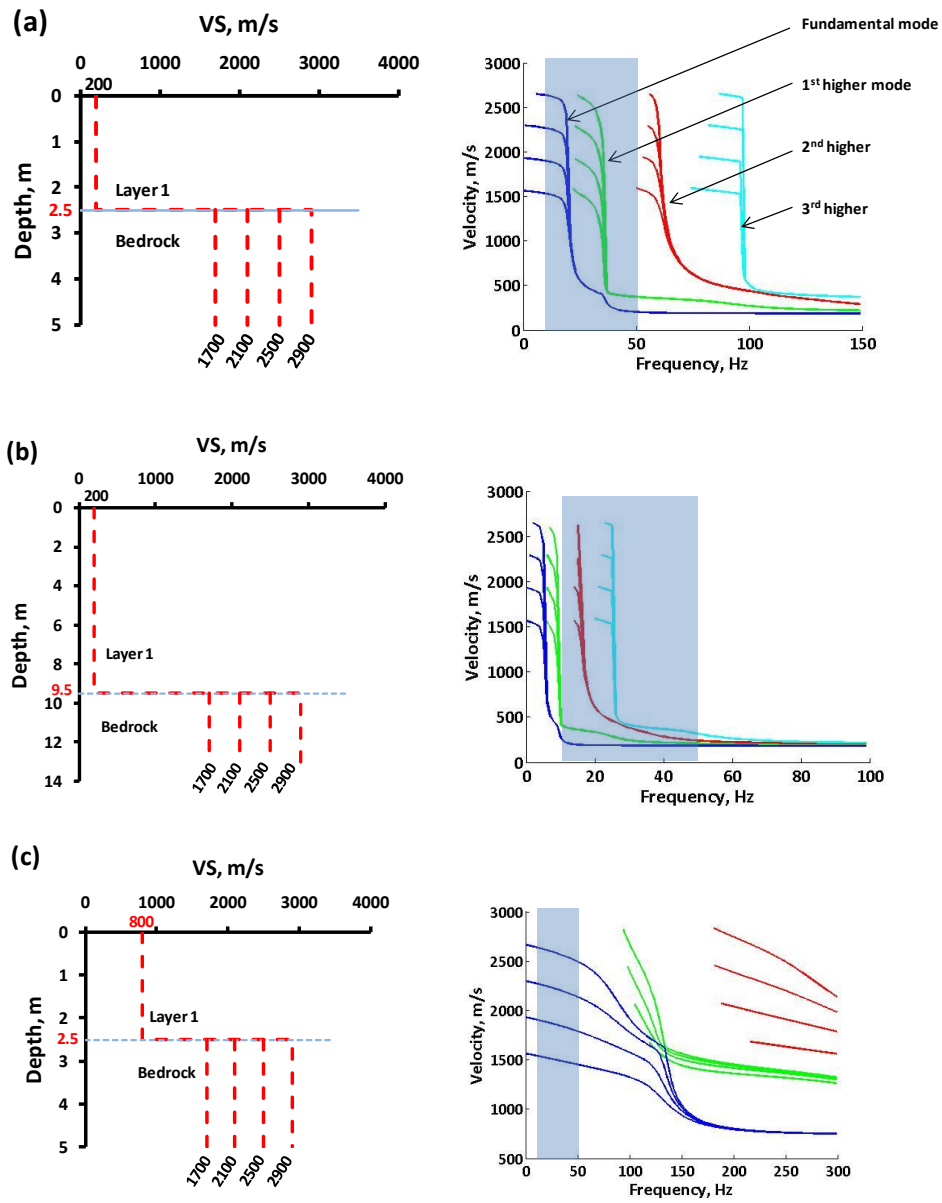 (a)
VS, m/s
0 1000 2000 3000 4000
200
0
1
2
2.5
3
4
5
Depth, m
Layer 1
Bedrock
1700 2100 2500 2900
Fundamental mode
1st higher mode
2nd higher
3rd higher
3000
2500
2000
1500
1000
500
0
Velocity, m/s
0 50 100 150
Frequency, Hz
(b)
VS, m/s
0 1000 2000 3000 4000
200
0
2
4
6
8
9.5
10
12
14
Depth, m
Layer 1
Bedrock
1700 2100 2500 2900
3000
2500
2000
1500
1000
500
0
Velocity, m/s
0 20 40 60 80 100
Frequency, Hz
(c)
VS, m/s
0 1000 2000 3000 4000
800
0
1
2
2.5
3
4
5
Depth, m
Layer 1
Bedrock
1700 2100 2500 2900
3000
2500
2000
1500
1000
500
Velocity, m/s
0 50 100 150 200 250 300
Frequency, Hz